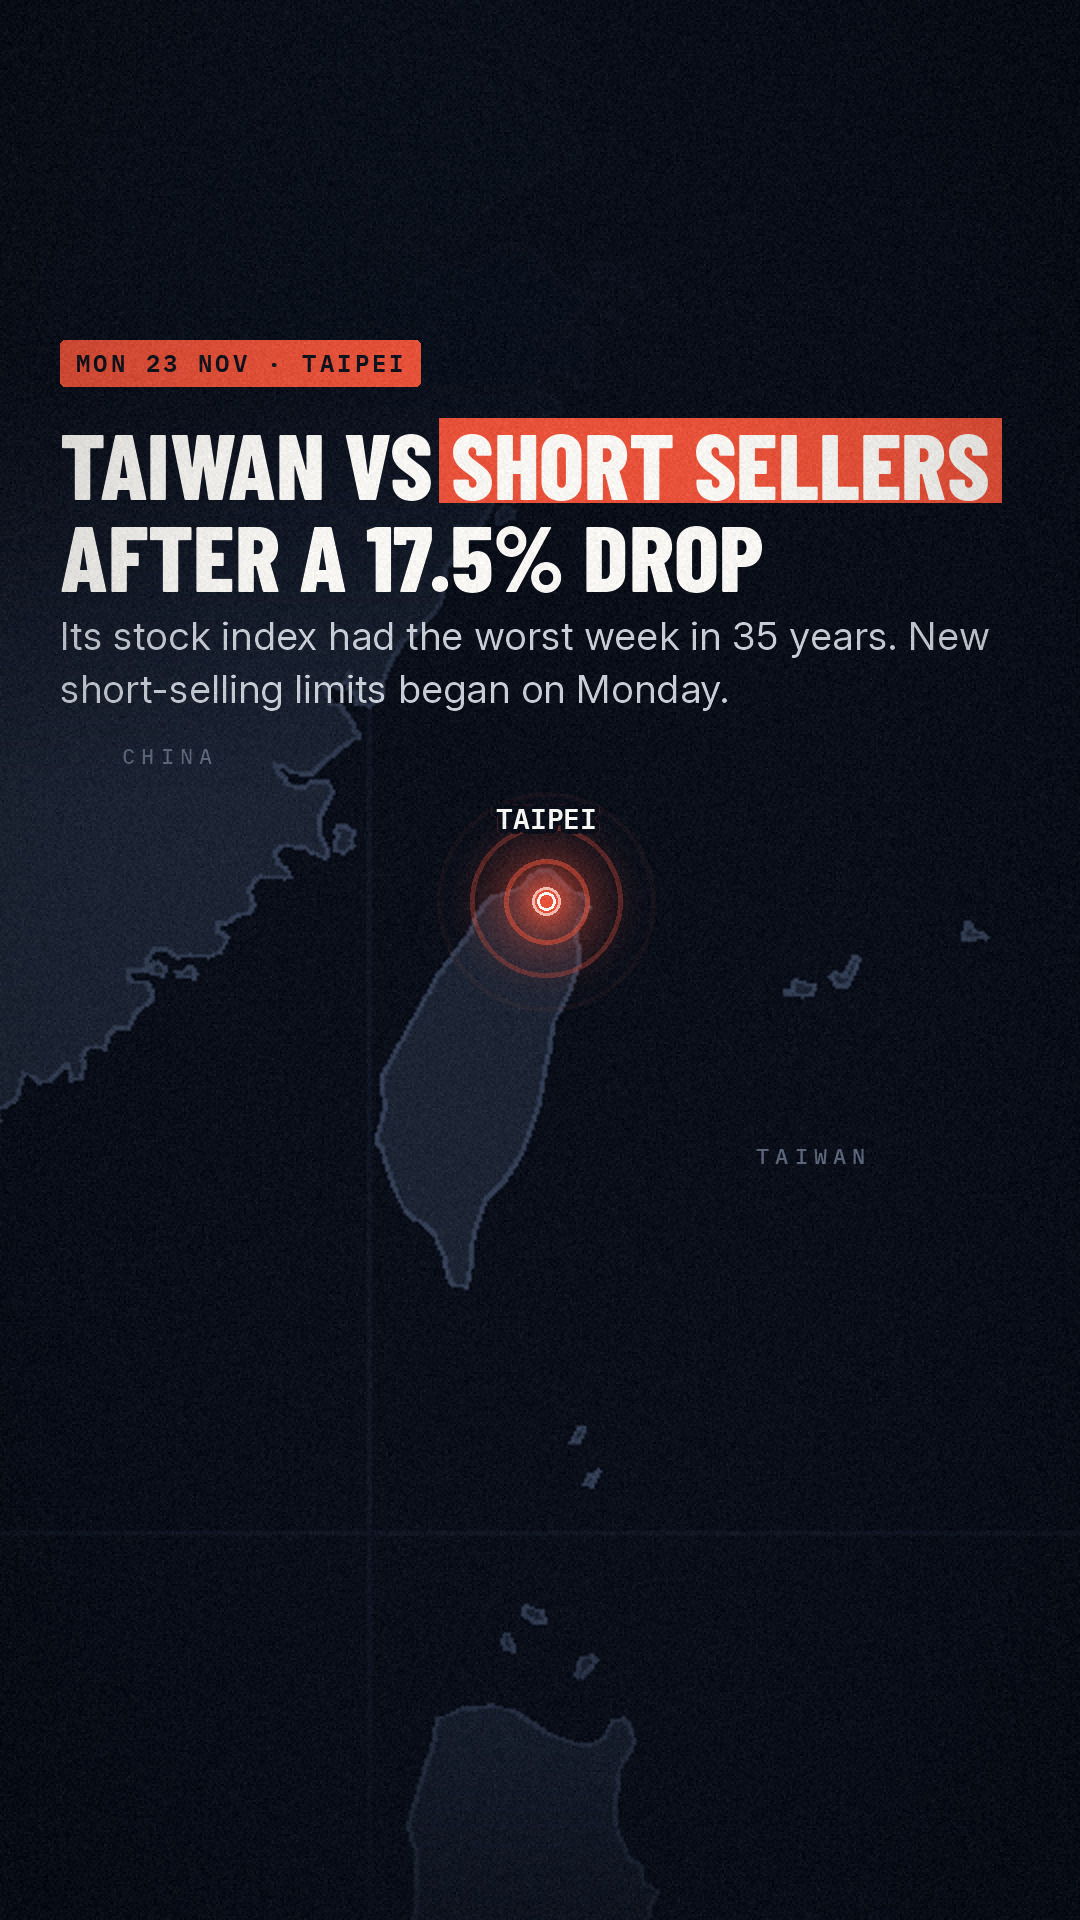 MON 23 NOV · TAIPEI
TAIWAN VS SHORT SELLERS
AFTER A 17.5% DROP
Its stock index had the worst week in 35 years. New
short-selling limits began on Monday.
CHINA
TAIPEI
TAIWAN